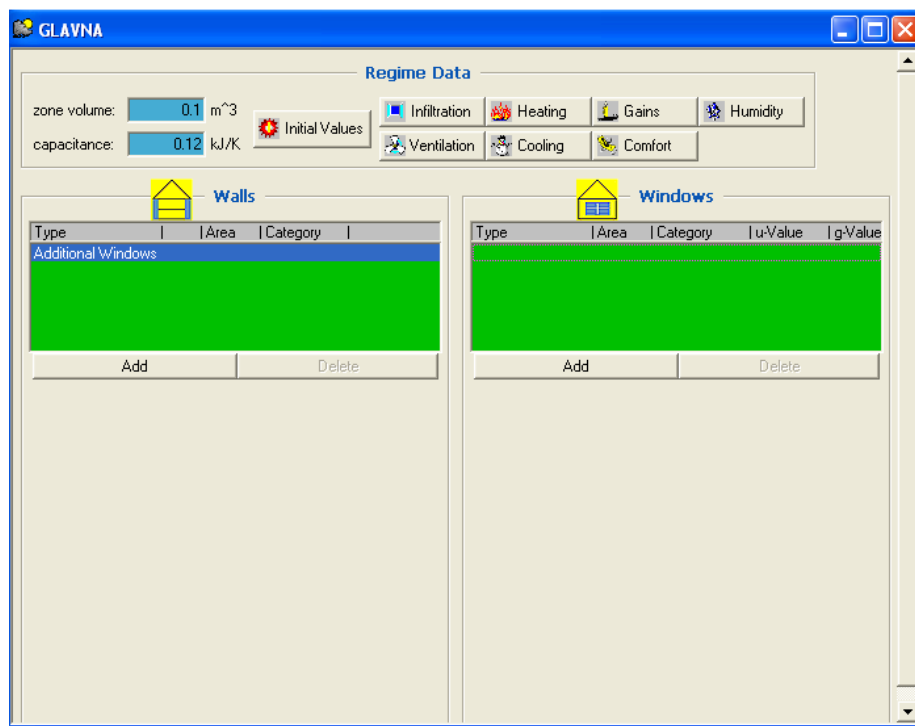 GLAVNA
Regime Data
zone volume: 0.1 m^3
capacitance: 0.12 kJ/K
Initial Values
Infiltration Heating Gains Humidity
Ventilation Cooling Comfort
Walls
Type | | Area | Category |
Additional Windows
Add Delete
Windows
Type | Area | Category | u-Value | g-Value
Add Delete